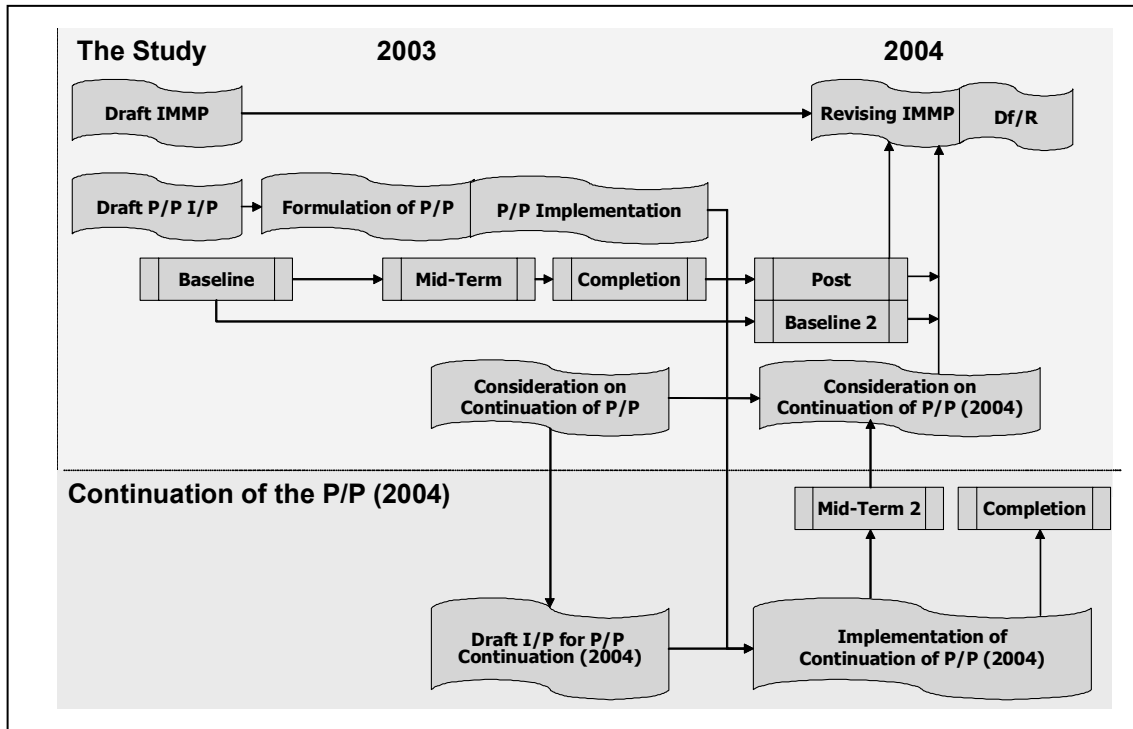 The Study 2003 2004
Draft IMMP
Revising IMMP
Df/R
Draft P/P I/P
Formulation of P/P
P/P Implementation
Baseline
Mid-Term
Completion
Post
Baseline 2
Consideration on
Continuation of P/P
Consideration on
Continuation of P/P (2004)
Continuation of the P/P (2004)
Mid-Term 2
Completion
Draft I/P for P/P
Continuation (2004)
Implementation of
Continuation of P/P (2004)